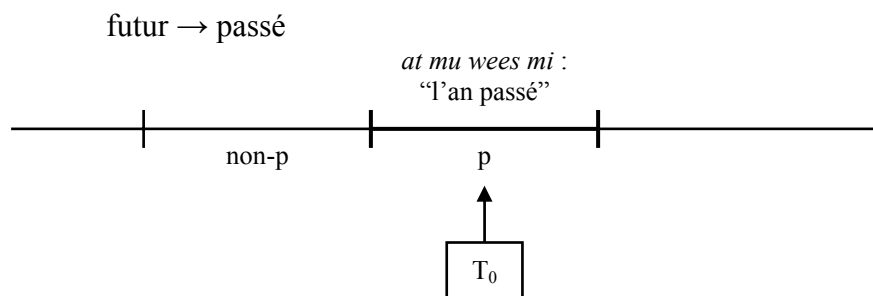 futur → passé
at mu wees mi :
“l’an passé”
non-p
p
T₀